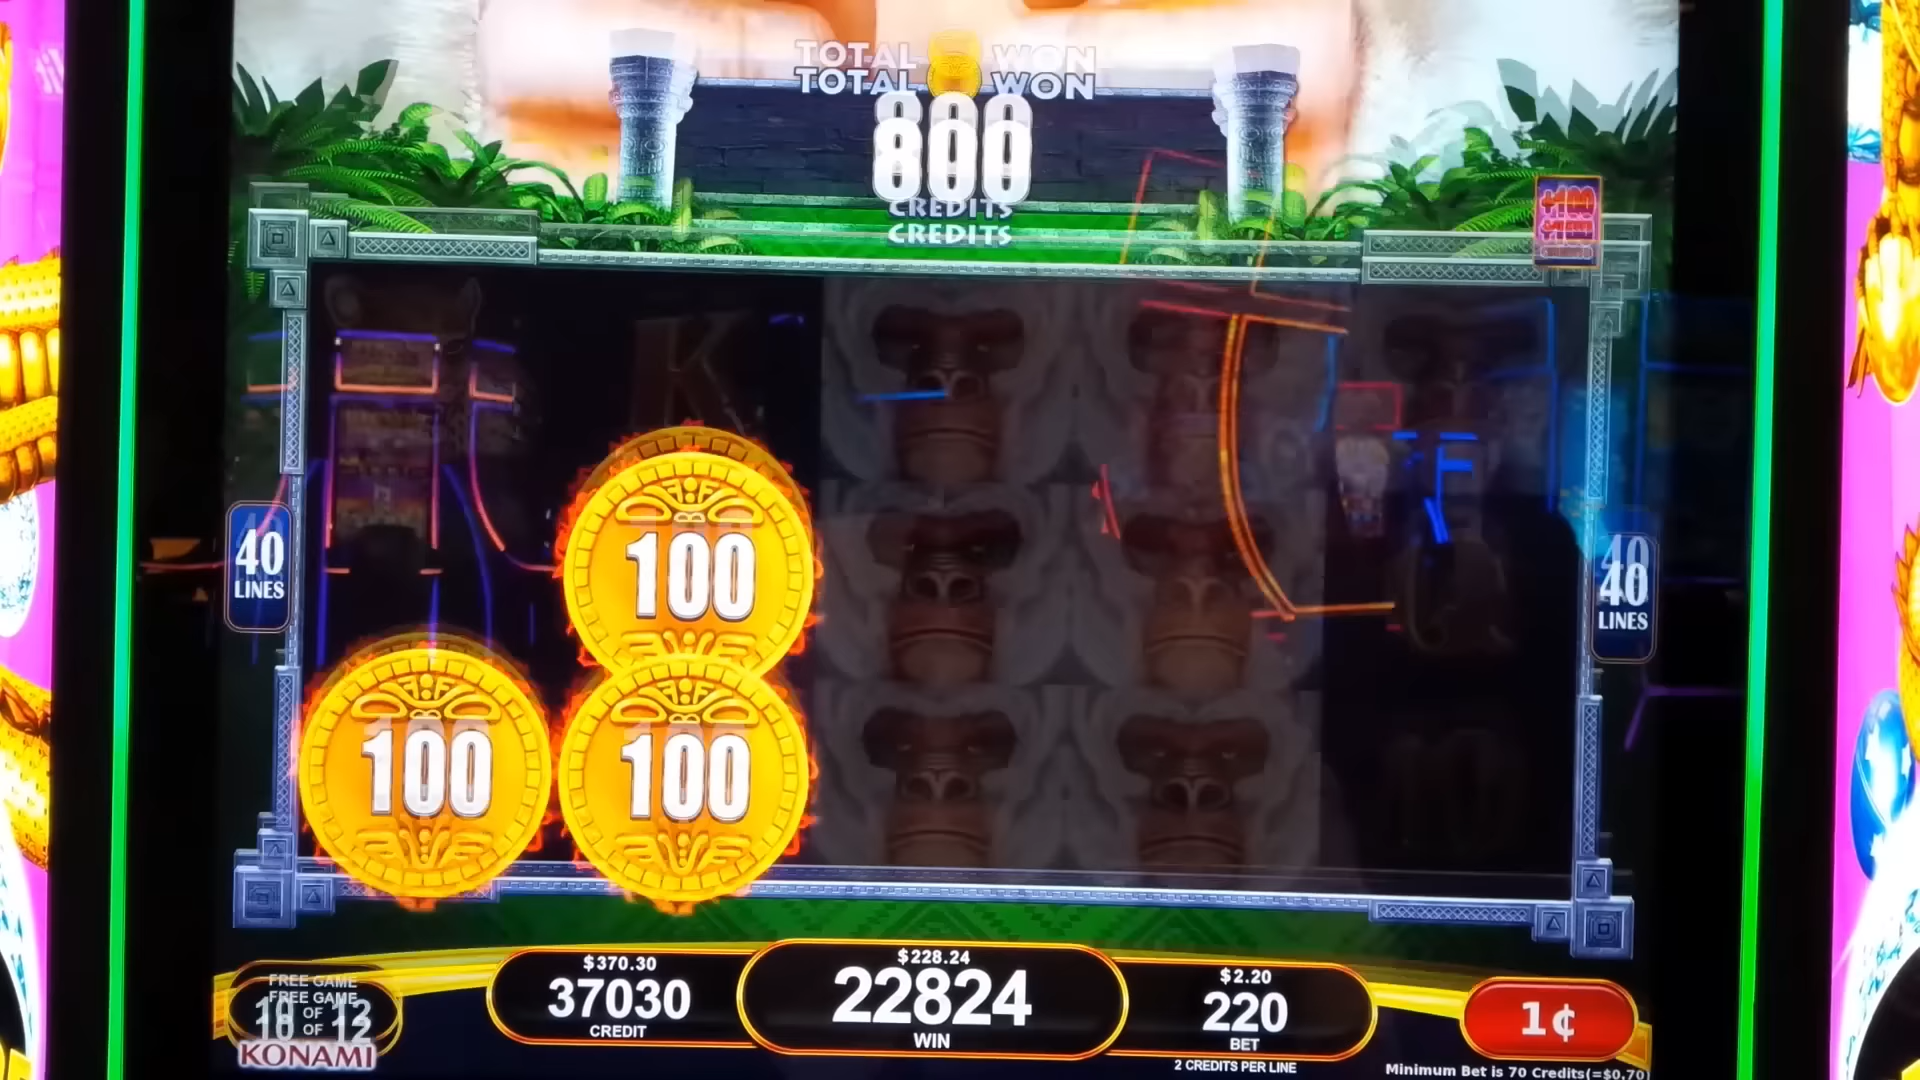 TOTAL WON
800
CREDITS
+100
40
LINES
40
LINES
K
100
100
100
FREE GAME
10 OF 12
KONAMI
$370.30
37030
CREDIT
$228.24
22824
WIN
$2.20
220
BET
2 CREDITS PER LINE
1¢
Minimum Bet is 70 Credits(=$0.70)